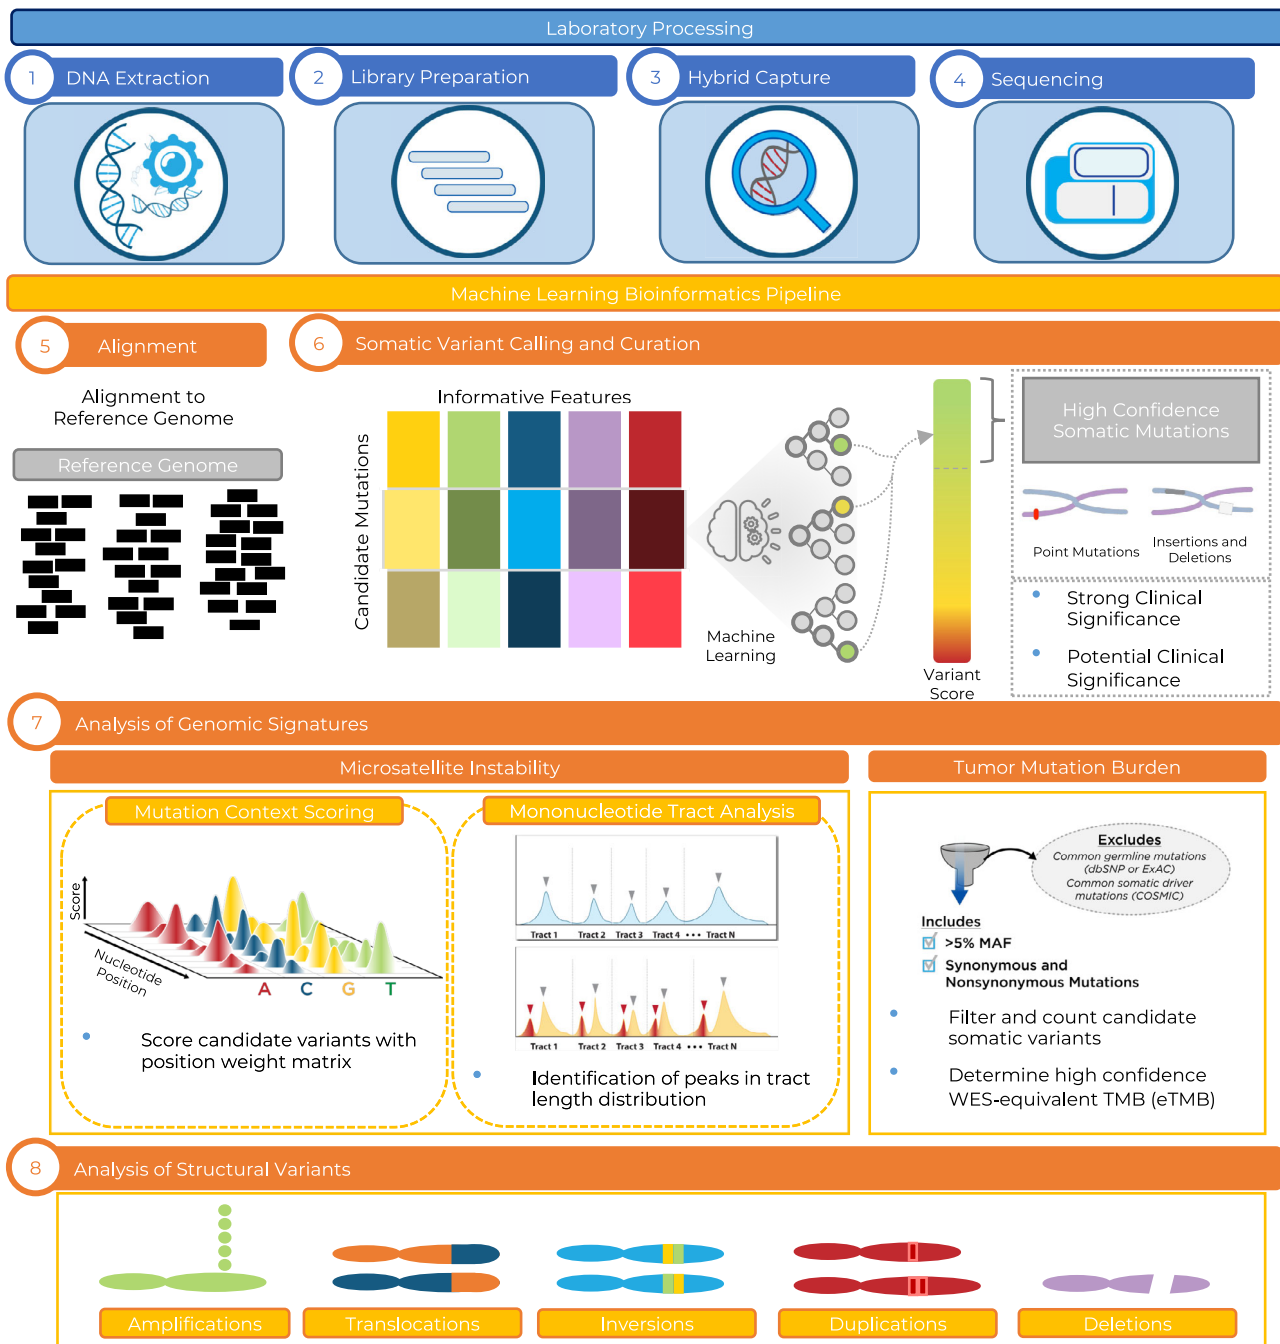 Laboratory Processing
1 DNA Extraction
2 Library Preparation
3 Hybrid Capture
4 Sequencing
Machine Learning Bioinformatics Pipeline
5 Alignment
6 Somatic Variant Calling and Curation
Alignment to
Reference Genome
Reference Genome
Informative Features
Candidate Mutations
Machine
Learning
Variant
Score
High Confidence
Somatic Mutations
Point Mutations
Insertions and
Deletions
• Strong Clinical
Significance
• Potential Clinical
Significance
7 Analysis of Genomic Signatures
Microsatellite Instability
Mutation Context Scoring
Score
Nucleotide
Position
A C G T
• Score candidate variants with
position weight matrix
Mononucleotide Tract Analysis
Tract 1 Tract 2 Tract 3 Tract 4 ••• Tract N
Tract 1 Tract 2 Tract 3 Tract 4 ••• Tract N
• Identification of peaks in tract
length distribution
Tumor Mutation Burden
Excludes
Common germline mutations
(dbSNP or ExAC)
Common somatic driver
mutations (COSMIC)
Includes
>5% MAF
Synonymous and
Nonsynonymous Mutations
• Filter and count candidate
somatic variants
• Determine high confidence
WES-equivalent TMB (eTMB)
8 Analysis of Structural Variants
Amplifications
Translocations
Inversions
Duplications
Deletions